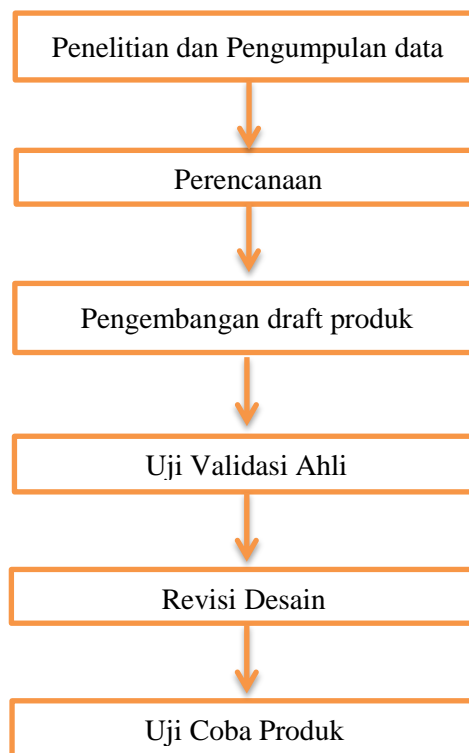 Penelitian dan Pengumpulan data
Perencanaan
Pengembangan draft produk
Uji Validasi Ahli
Revisi Desain
Uji Coba Produk